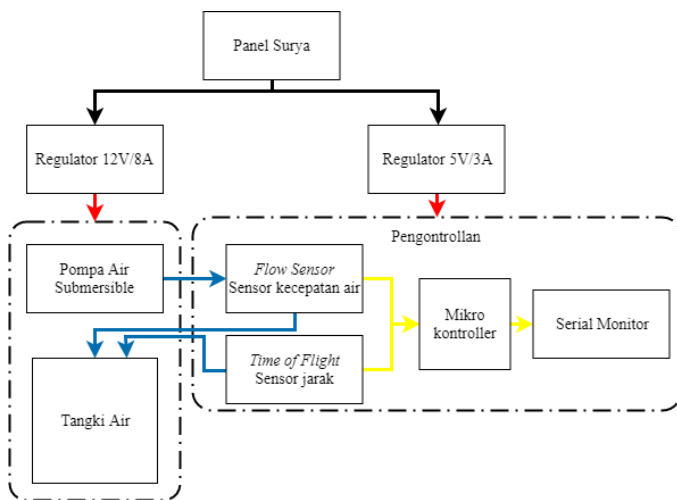 Panel Surya
Regulator 12V/8A
Regulator 5V/3A
Pengontrollan
Pompa Air
Submersible
Flow Sensor
Sensor kecepatan air
Mikro
kontroller
Serial Monitor
Time of Flight
Sensor jarak
Tangki Air